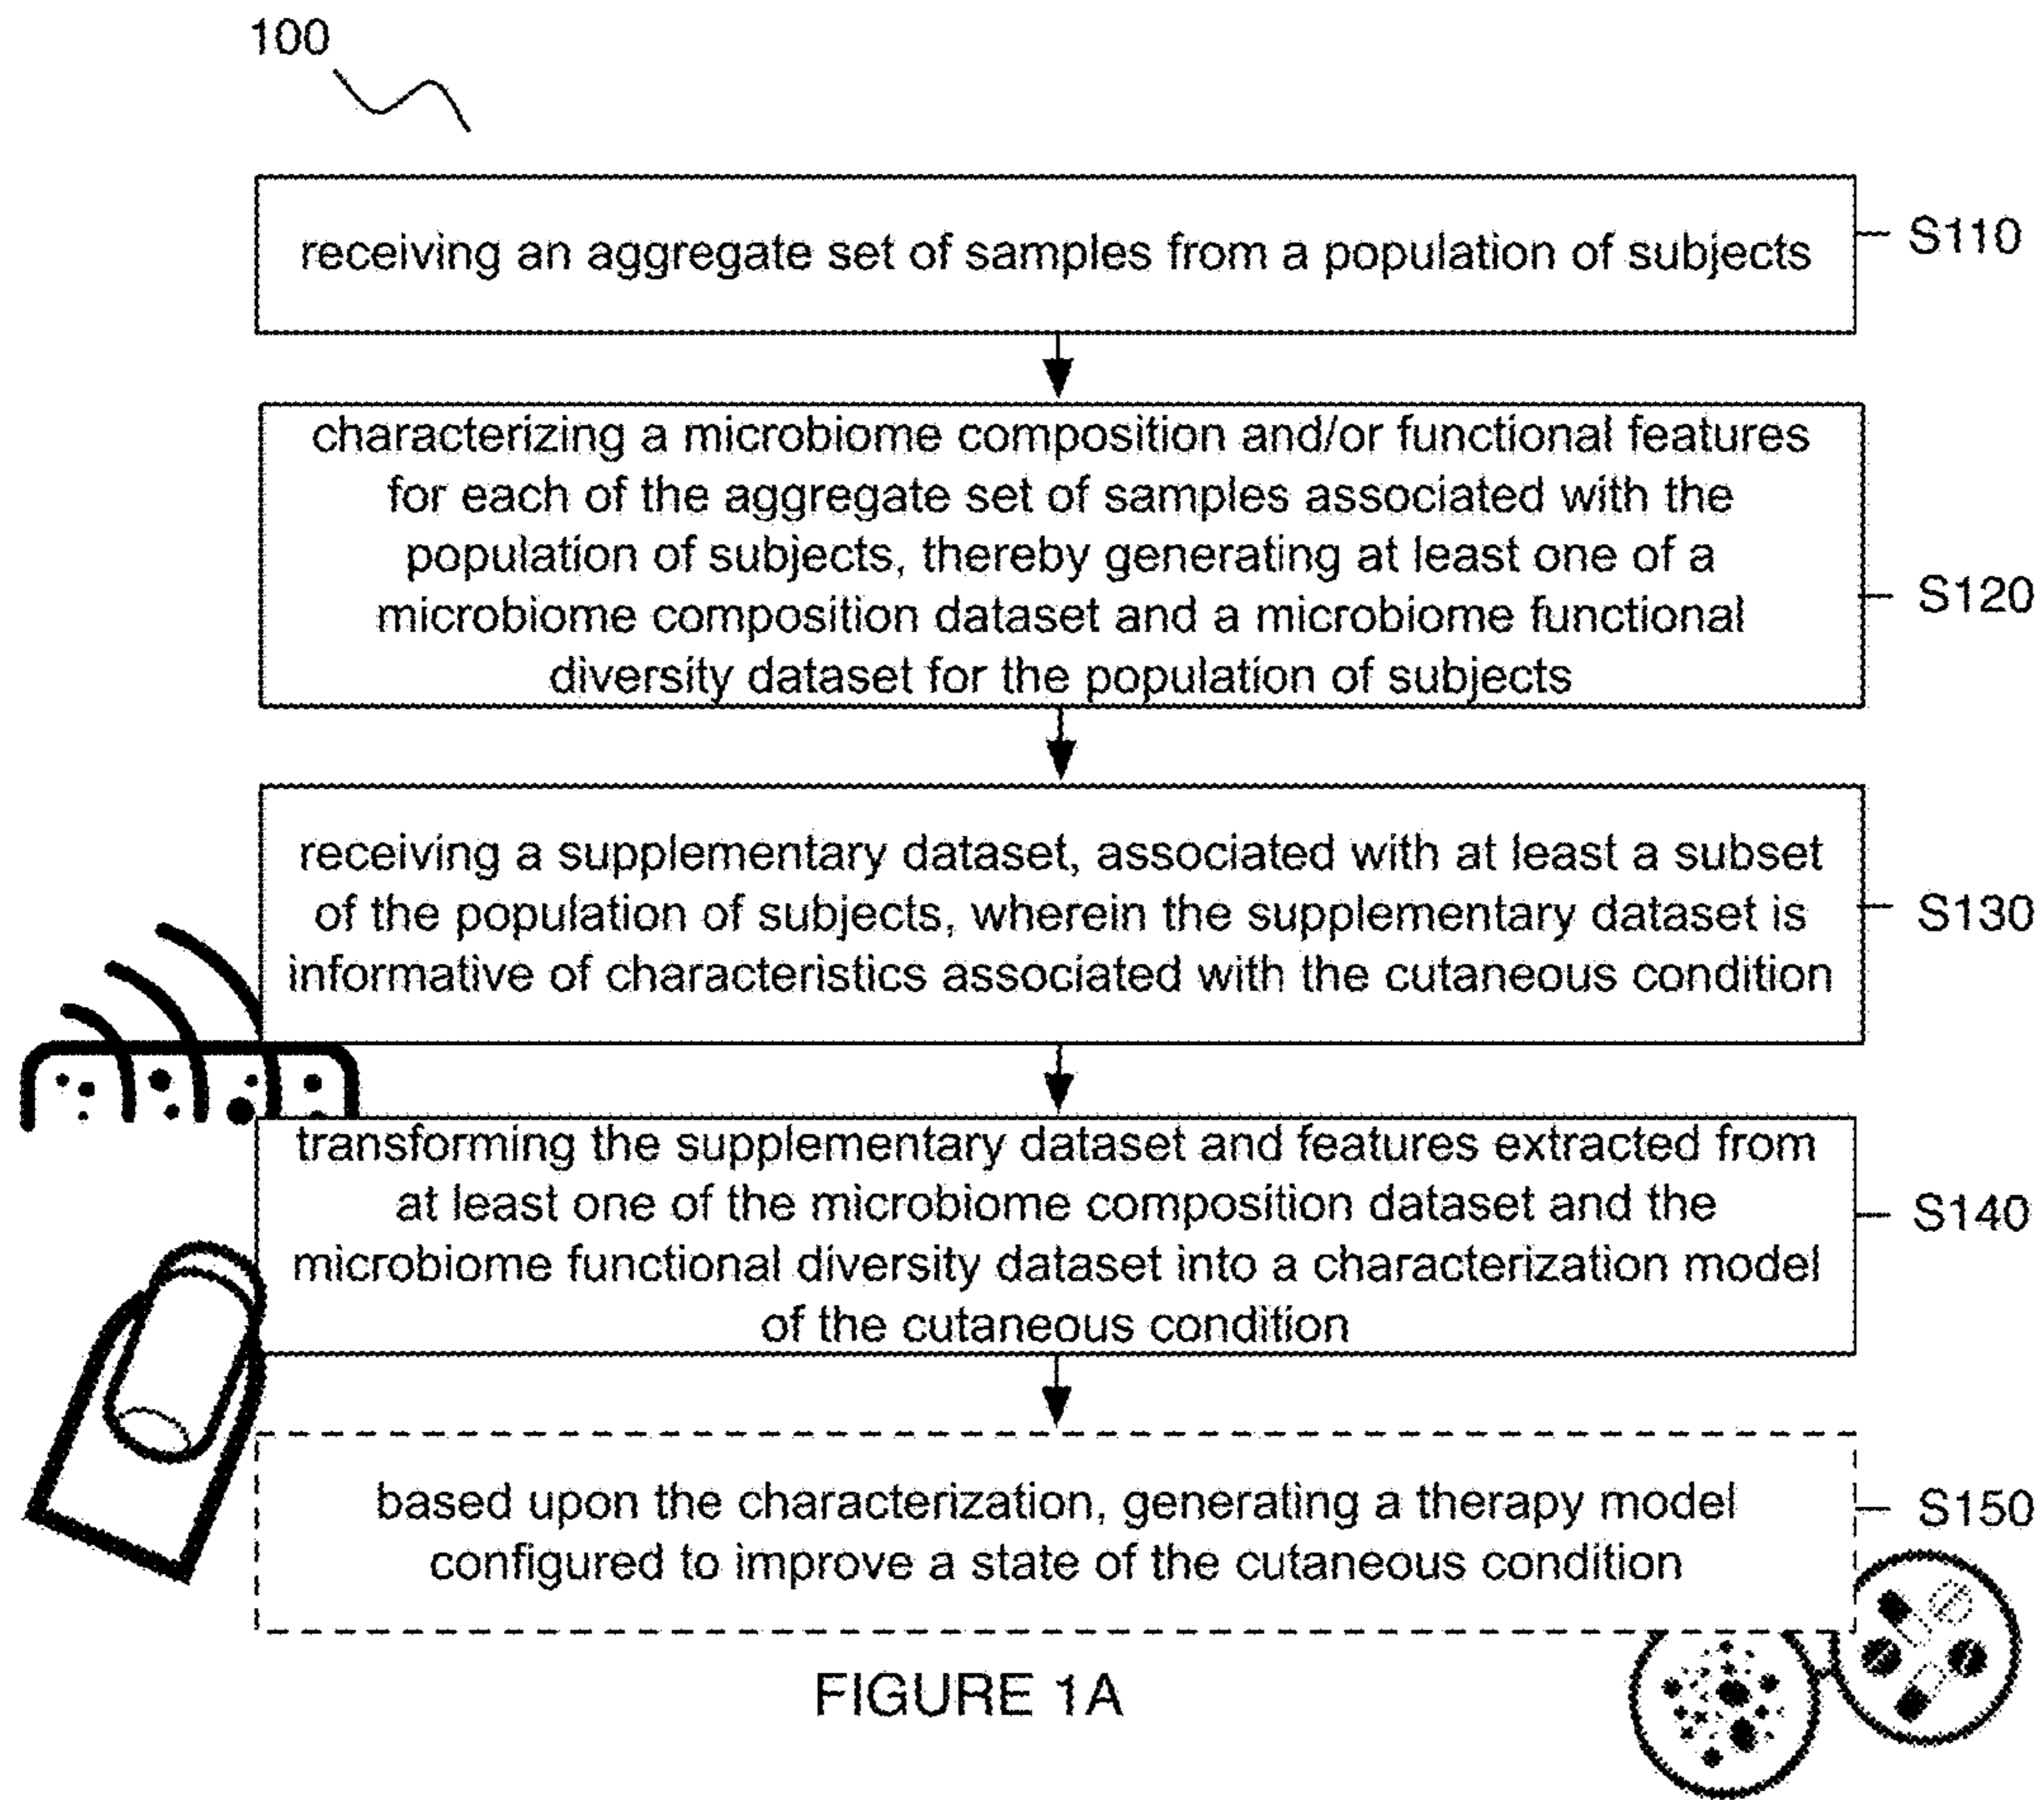 100
receiving an aggregate set of samples from a population of subjects
S110
characterizing a microbiome composition and/or functional features
for each of the aggregate set of samples associated with the
population of subjects, thereby generating at least one of a
microbiome composition dataset and a microbiome functional
diversity dataset for the population of subjects
S120
receiving a supplementary dataset, associated with at least a subset
of the population of subjects, wherein the supplementary dataset is
informative of characteristics associated with the cutaneous condition
S130
transforming the supplementary dataset and features extracted from
at least one of the microbiome composition dataset and the
microbiome functional diversity dataset into a characterization model
of the cutaneous condition
S140
based upon the characterization, generating a therapy model
configured to improve a state of the cutaneous condition
S150
FIGURE 1A